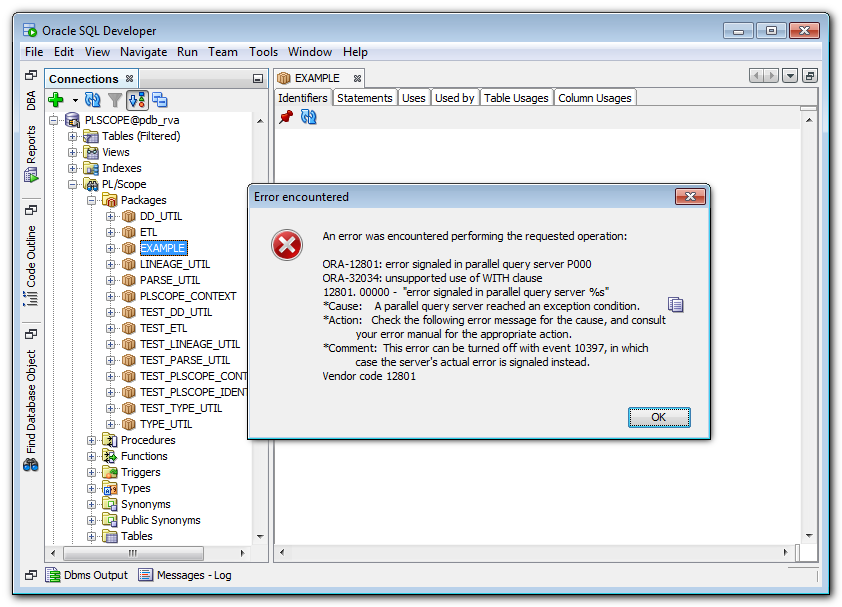 Oracle SQL Developer
File Edit View Navigate Run Team Tools Window Help
DBA
Reports
Code Outline
Find Database Object
Connections
PLSCOPE@pdb_rva
Tables (Filtered)
Views
Indexes
PL/Scope
Packages
DD_UTIL
ETL
EXAMPLE
LINEAGE_UTIL
PARSE_UTIL
PLSCOPE_CONTEXT
TEST_DD_UTIL
TEST_ETL
TEST_LINEAGE_UTIL
TEST_PARSE_UTIL
TEST_PLSCOPE_CONT
TEST_PLSCOPE_IDEN
TEST_TYPE_UTIL
TYPE_UTIL
Procedures
Functions
Triggers
Types
Synonyms
Public Synonyms
Tables
EXAMPLE
Identifiers Statements Uses Used by Table Usages Column Usages
Error encountered
An error was encountered performing the requested operation:
ORA-12801: error signaled in parallel query server P000
ORA-32034: unsupported use of WITH clause
12801. 00000 - "error signaled in parallel query server %s"
*Cause: A parallel query server reached an exception condition.
*Action: Check the following error message for the cause, and consult
your error manual for the appropriate action.
*Comment: This error can be turned off with event 10397, in which
case the server's actual error is signaled instead.
Vendor code 12801
OK
Dbms Output Messages - Log